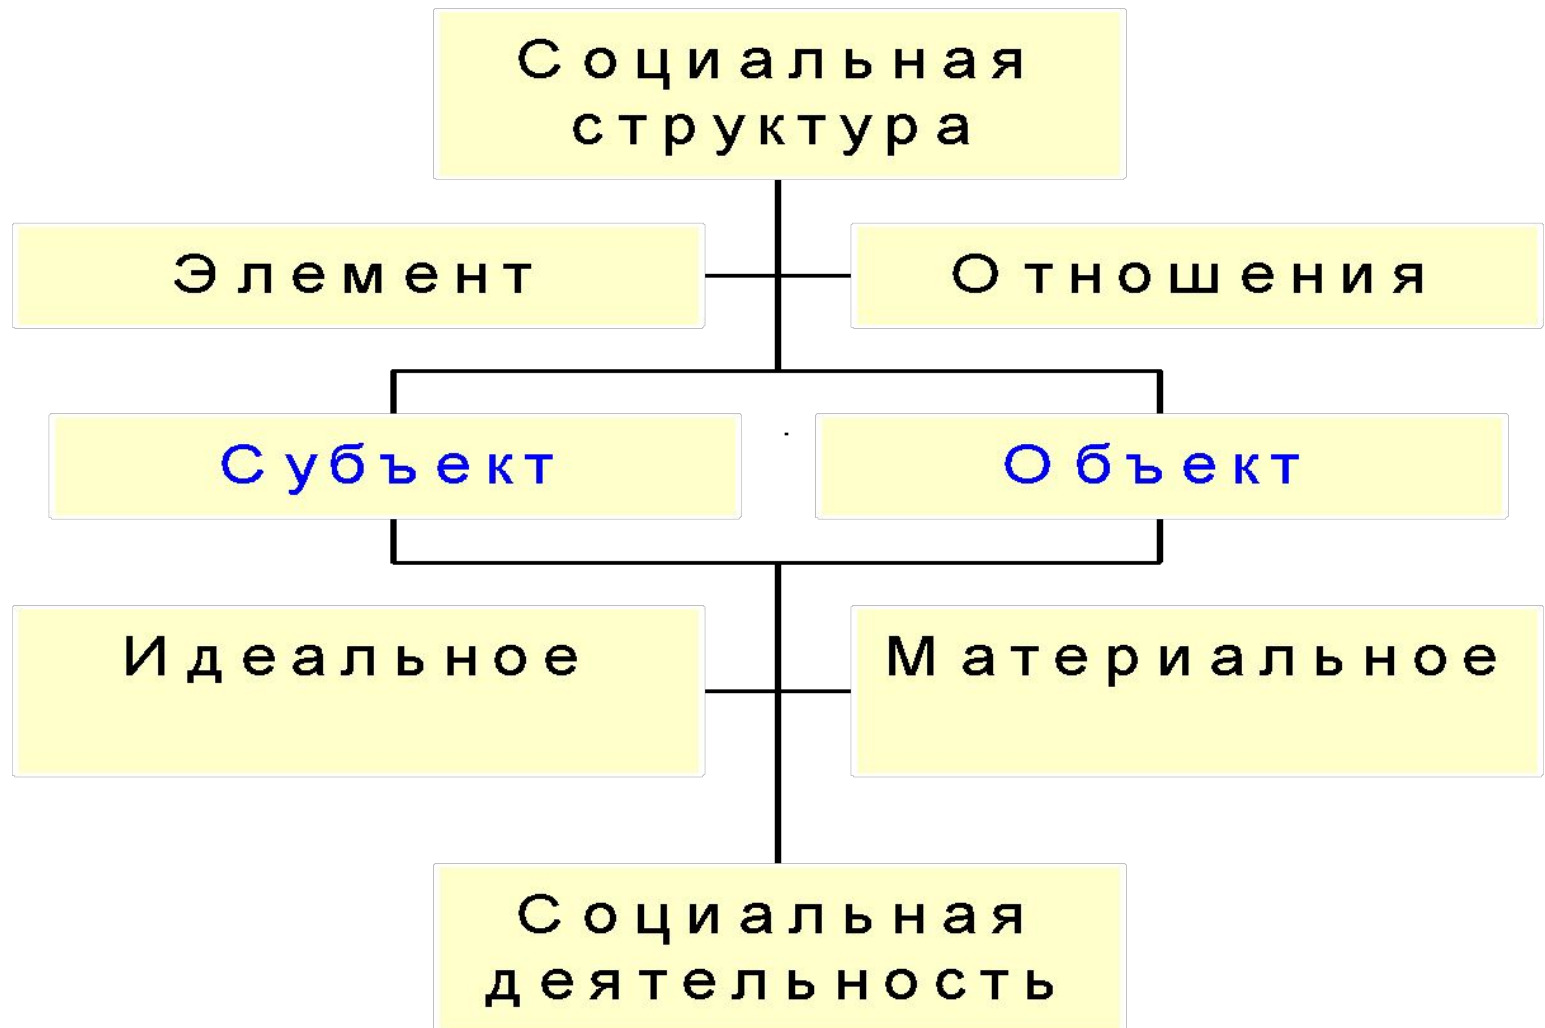 Социальная
структура
Элемент
Отношения
Субъект
Объект
Идеальное
Материальное
Социальная
деятельность